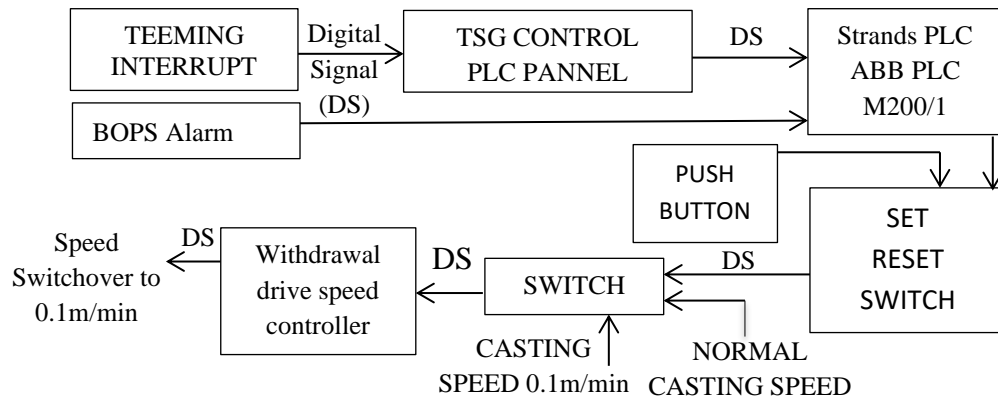 TEEMING
INTERRUPT
Digital
Signal
(DS)
TSG CONTROL
PLC PANNEL
DS
Strands PLC
ABB PLC
M200/1
BOPS Alarm
PUSH
BUTTON
SET
RESET
SWITCH
DS
SWITCH
CASTING
SPEED 0.1m/min
NORMAL
CASTING SPEED
DS
Withdrawal
drive speed
controller
DS
Speed
Switchover to
0.1m/min